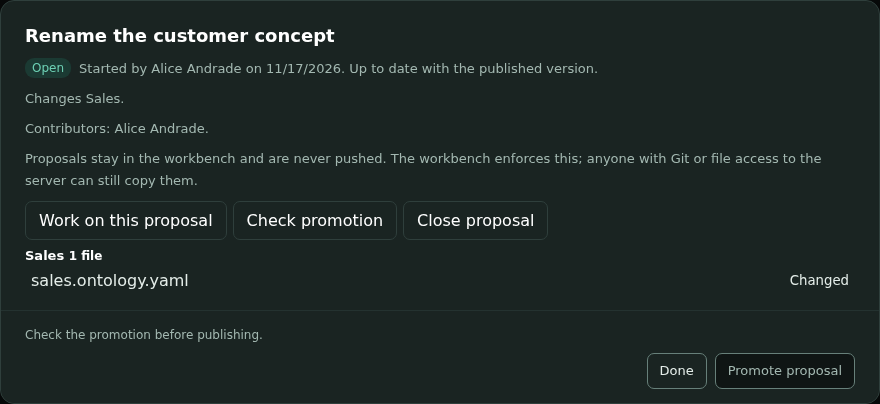 Rename the customer concept
Open Started by Alice Andrade on 11/17/2026. Up to date with the published version.
Changes Sales.
Contributors: Alice Andrade.
Proposals stay in the workbench and are never pushed. The workbench enforces this; anyone with Git or file access to the
server can still copy them.
Work on this proposal Check promotion Close proposal
Sales 1 file
sales.ontology.yaml Changed
Check the promotion before publishing.
Done Promote proposal